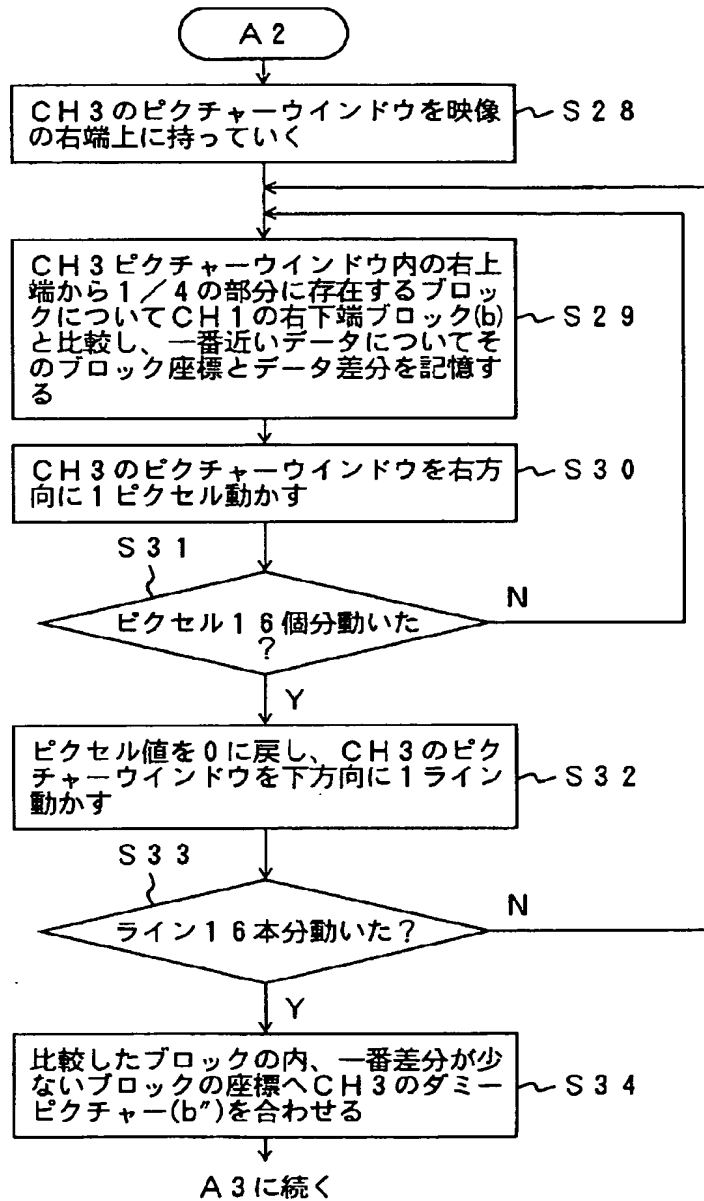 A2
CH3のピクチャーウインドウを映像
の右端上に持っていく
S28
CH3ピクチャーウインドウ内の右上
端から1/4の部分に存在するブロッ
クについてCH1の右下端ブロック(b)
と比較し、一番近いデータについてそ
のブロック座標とデータ差分を記憶す
る
S29
CH3のピクチャーウインドウを右方
向に1ピクセル動かす
S30
S31
ピクセル16個分動いた
?
N
Y
ピクセル値を0に戻し、CH3のピク
チャーウインドウを下方向に1ライン
動かす
S32
S33
ライン16本分動いた?
N
Y
比較したブロックの内、一番差分が少
ないブロックの座標へCH3のダミー
ピクチャー(b″)を合わせる
S34
A3に続く